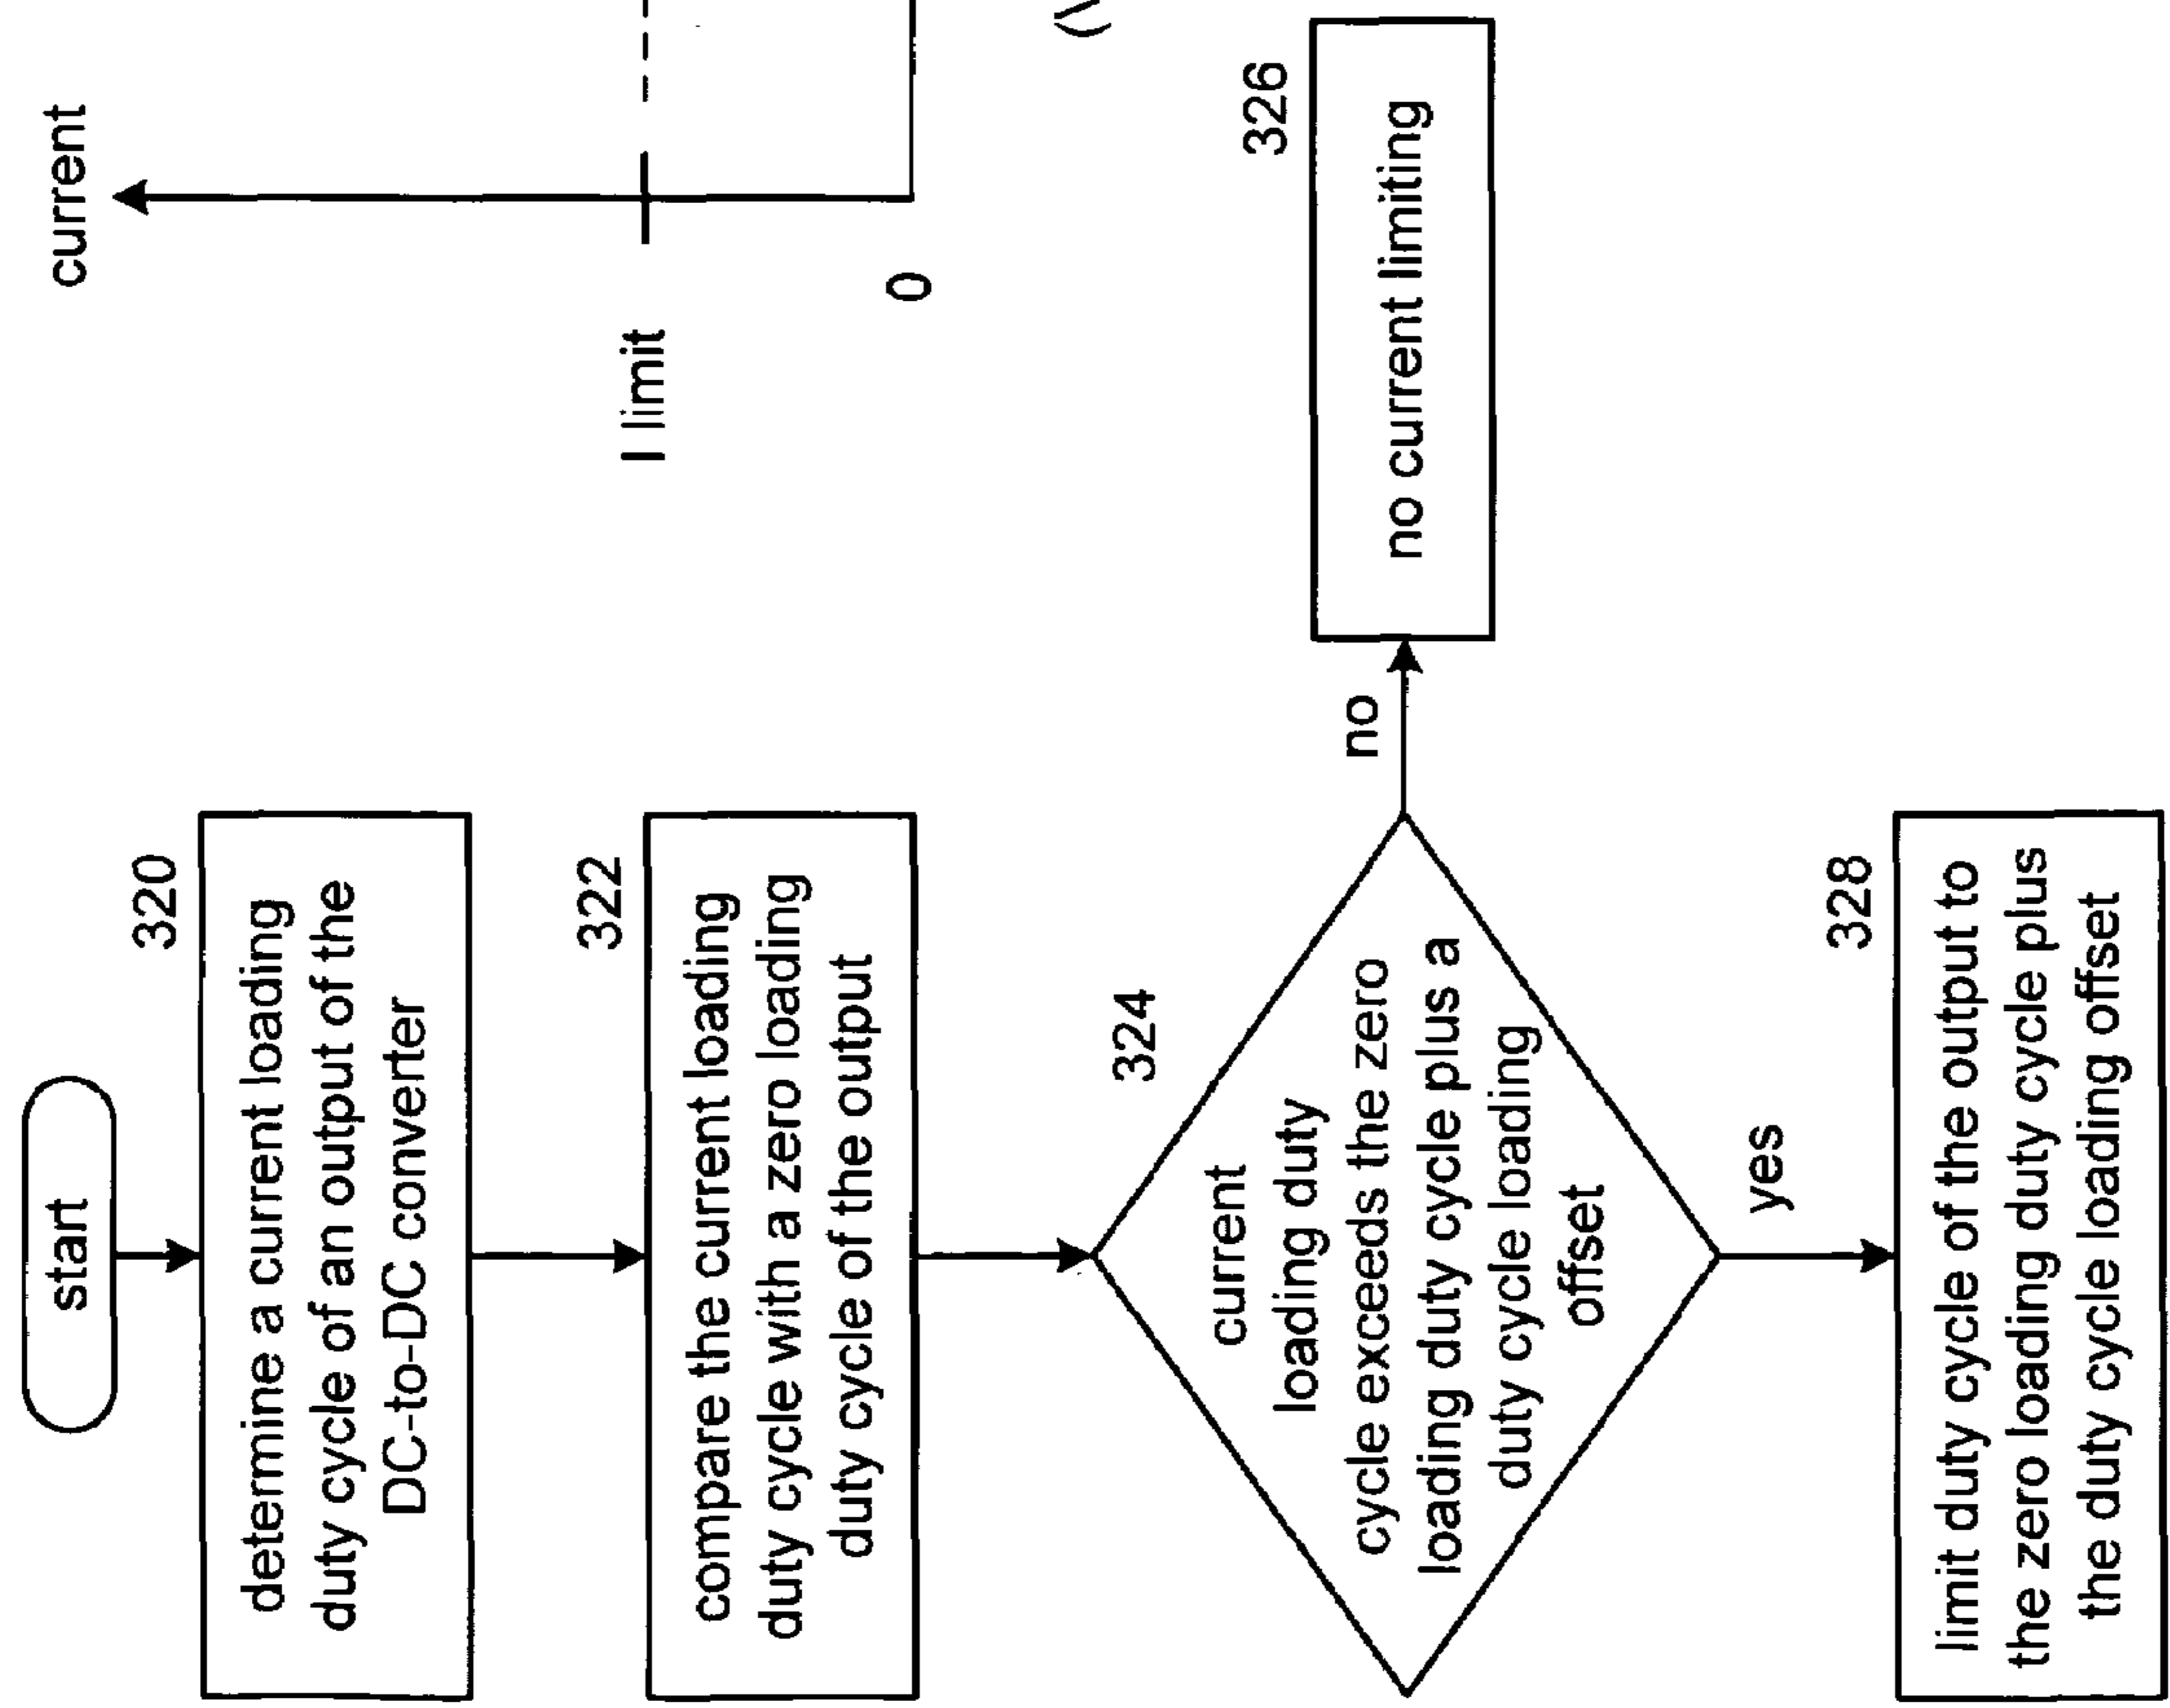 start
320
determine a current loading
duty cycle of an output of the
DC-to-DC converter
322
compare the current loading
duty cycle with a zero loading
duty cycle of the output
324
current
loading duty
cycle exceeds the zero
loading duty cycle plus a
duty cycle loading
offset
no
326
no current limiting
yes
328
limit duty cycle of the output to
the zero loading duty cycle plus
the duty cycle loading offset
current
I limit
0